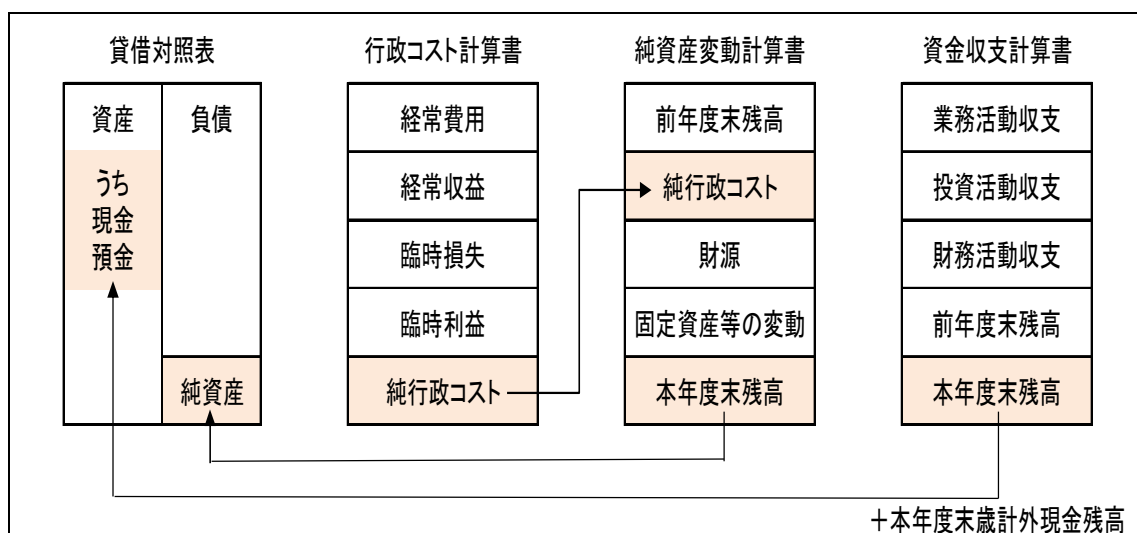 貸借対照表
資産
負債
うち
現金
預金
純資産
行政コスト計算書
経常費用
経常収益
臨時損失
臨時利益
純行政コスト
純資産変動計算書
前年度末残高
純行政コスト
財源
固定資産等の変動
本年度末残高
資金収支計算書
業務活動収支
投資活動収支
財務活動収支
前年度末残高
本年度末残高
＋本年度末歳計外現金残高